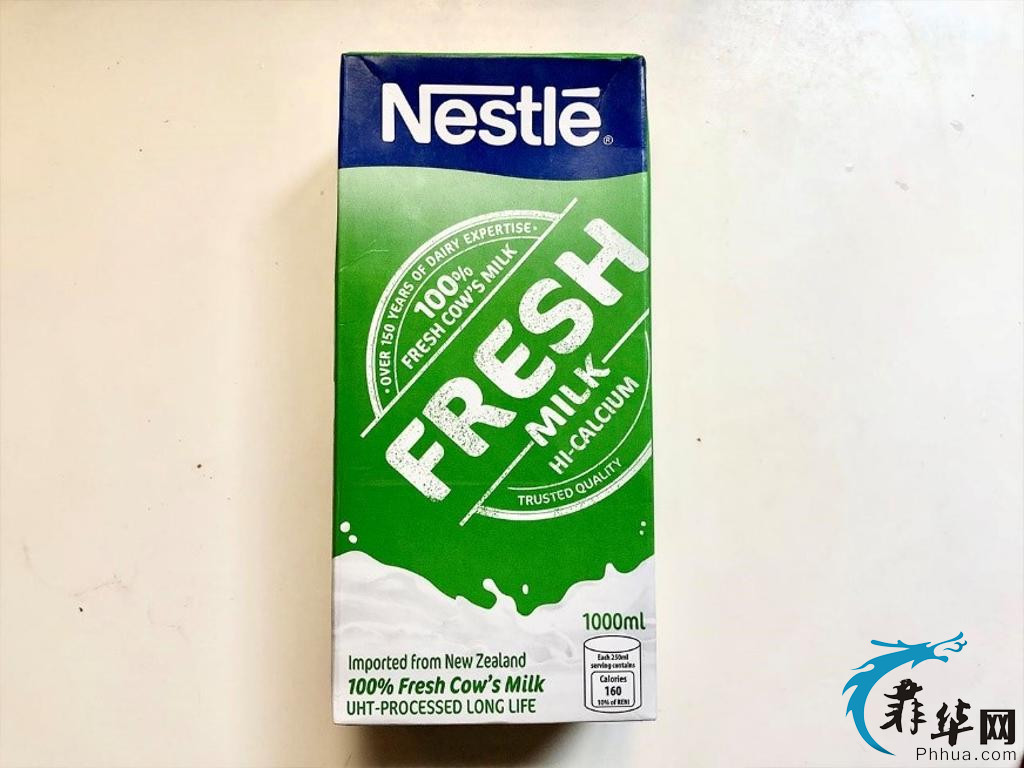 Nestlé®
• OVER 150 YEARS OF DAIRY EXPERTISE •
100%
FRESH COW'S MILK
FRESH
MILK
HI-CALCIUM
TRUSTED QUALITY
1000ml
Each 250ml
serving contains
Calories
160
10% of RENI
Imported from New Zealand
100% Fresh Cow's Milk
UHT-PROCESSED LONG LIFE
菲华网
Phhua.com